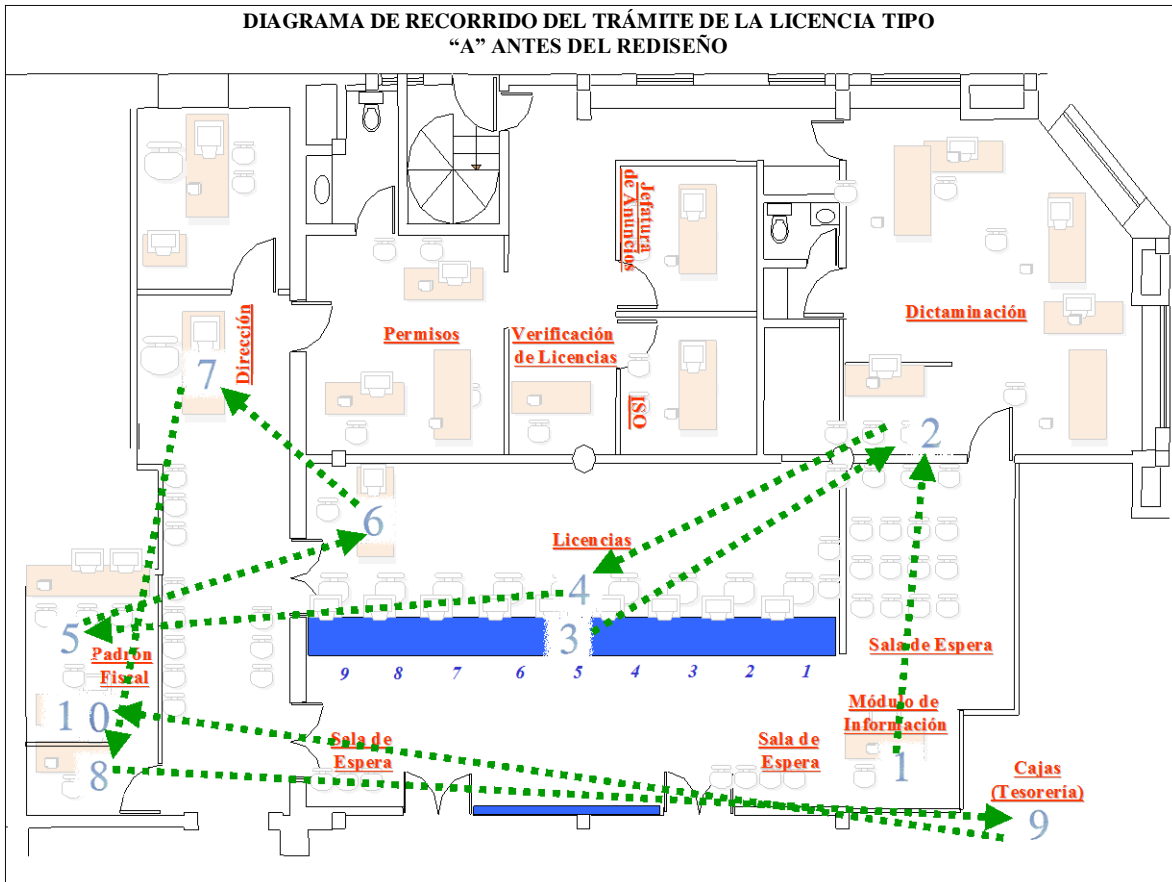 DIAGRAMA DE RECORRIDO DEL TRÁMITE DE LA LICENCIA TIPO
“A” ANTES DEL REDISEÑO
Jefatura
de Anuncios
Dirección
Permisos
Verificación
de Licencias
ISO
Dictaminación
7
2
6
Licencias
4
5
3
Padrón
Fiscal
Sala de Espera
9 8 7 6 5 4 3 2 1
10
Módulo de
Información
Sala de
Espera
Sala de
Espera
8
1
Cajas
(Tesorería)
9